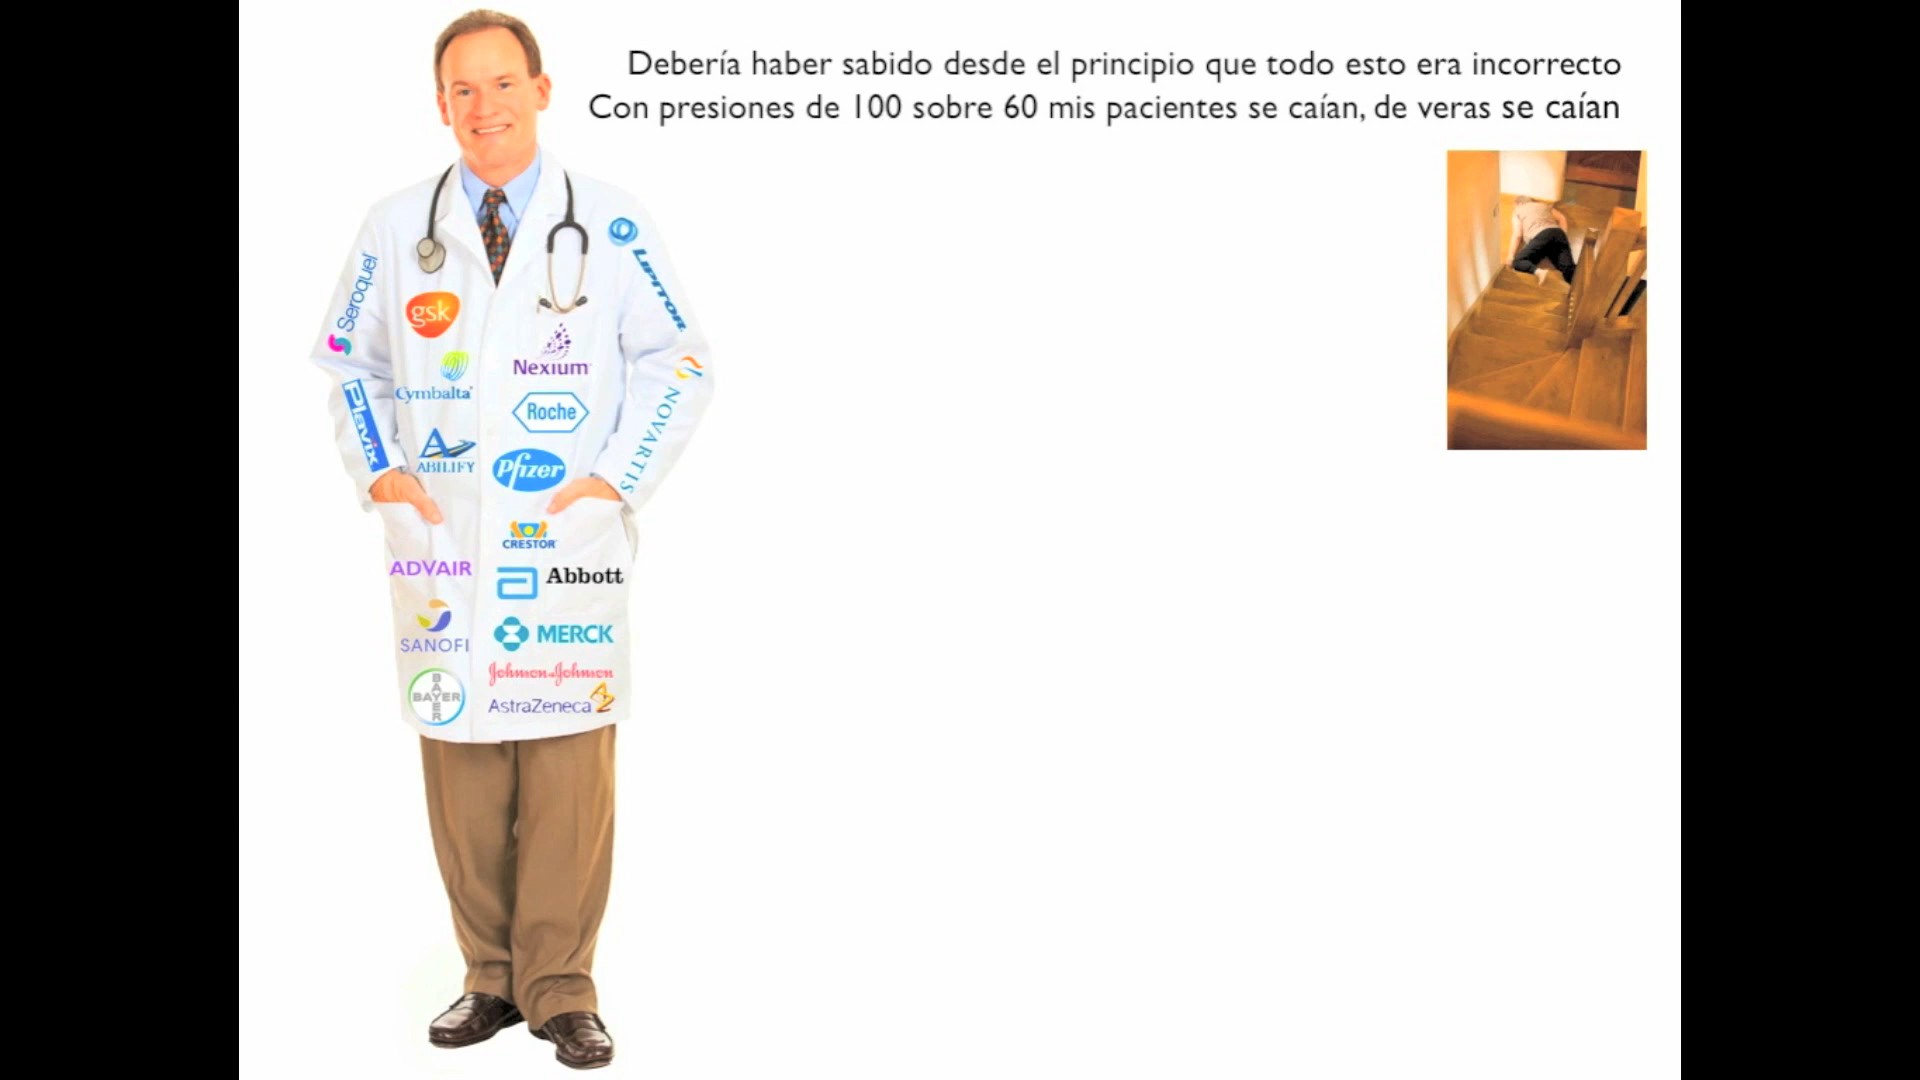 Debería haber sabido desde el principio que todo esto era incorrecto
Con presiones de 100 sobre 60 mis pacientes se caían, de veras se caían
Seroquel
LIPITOR
gsk
Nexium
Cymbalta
Plavix
Roche
NOVARTIS
ABILIFY
Pfizer
CRESTOR
ADVAIR
Abbott
SANOFI
MERCK
Johnson & Johnson
BAYER
BAYER
AstraZeneca